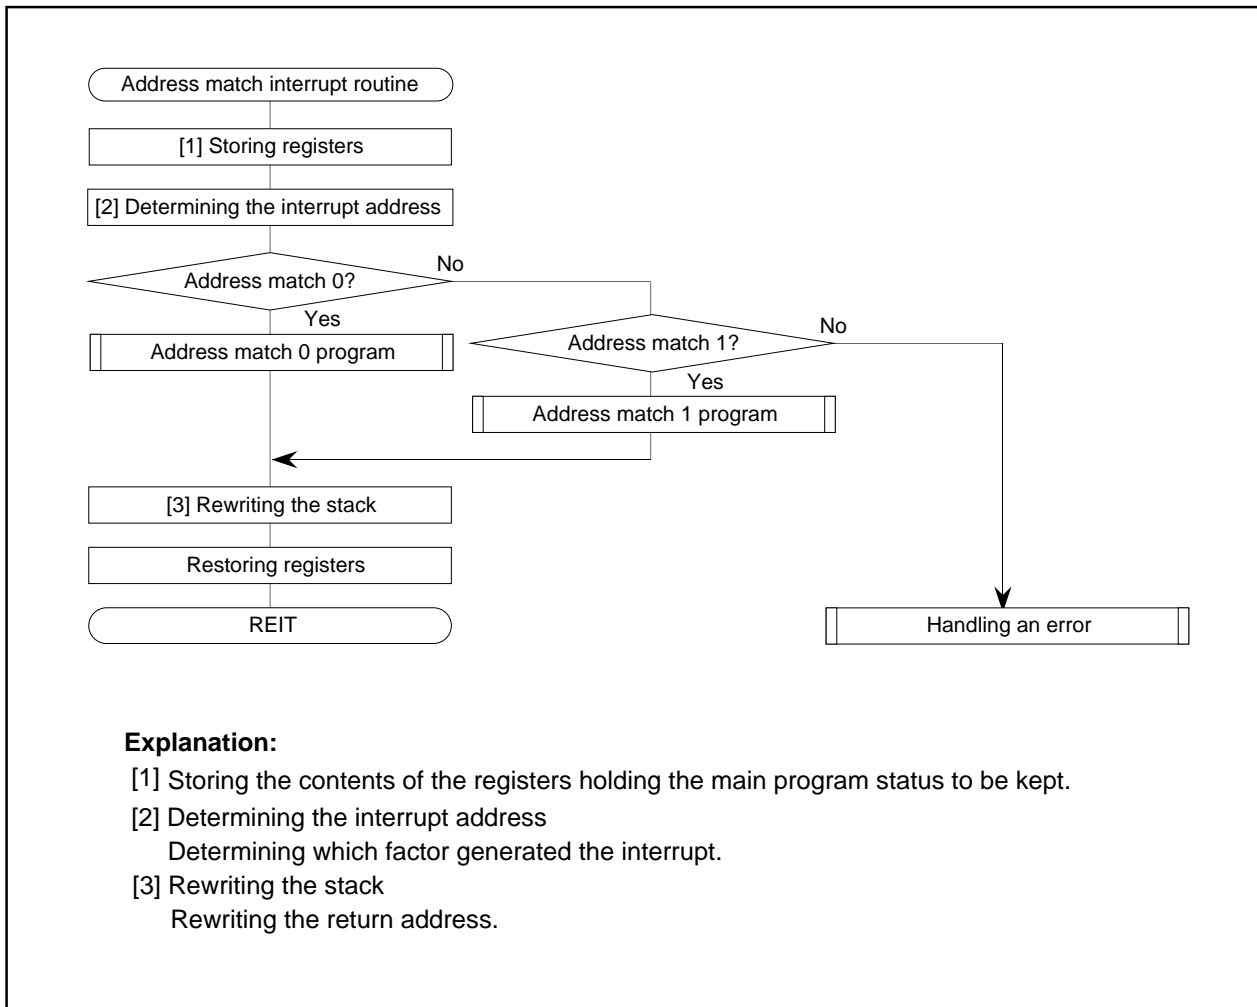 Address match interrupt routine
[1] Storing registers
[2] Determining the interrupt address
Address match 0?
No
Yes
Address match 0 program
Address match 1?
No
Yes
Address match 1 program
[3] Rewriting the stack
Restoring registers
REIT
Handling an error
Explanation:
[1] Storing the contents of the registers holding the main program status to be kept.
[2] Determining the interrupt address
Determining which factor generated the interrupt.
[3] Rewriting the stack
Rewriting the return address.